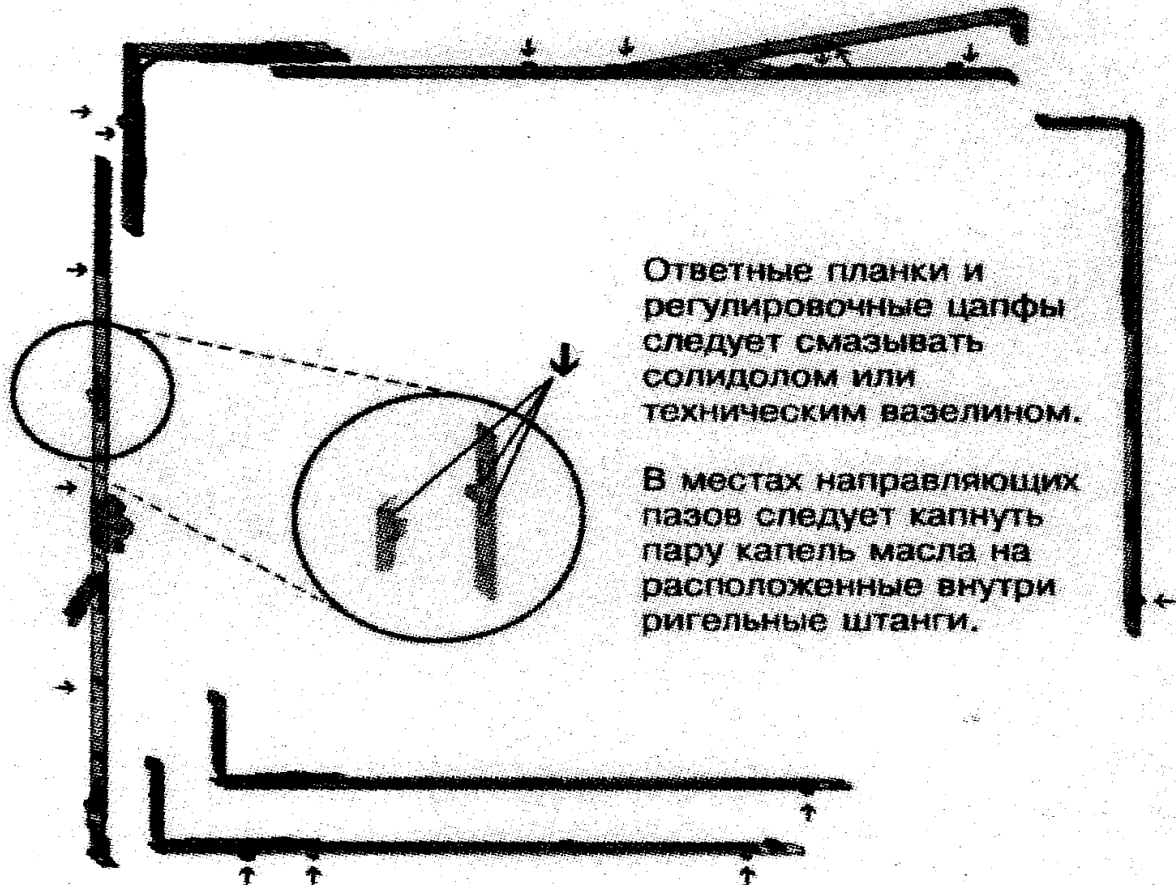 Ответные планки и
регулировочные цапфы
следует смазывать
солидолом или
техническим вазелином.
В местах направляющих
пазов следует капнуть
пару капель масла на
расположенные внутри
ригельные штанги.